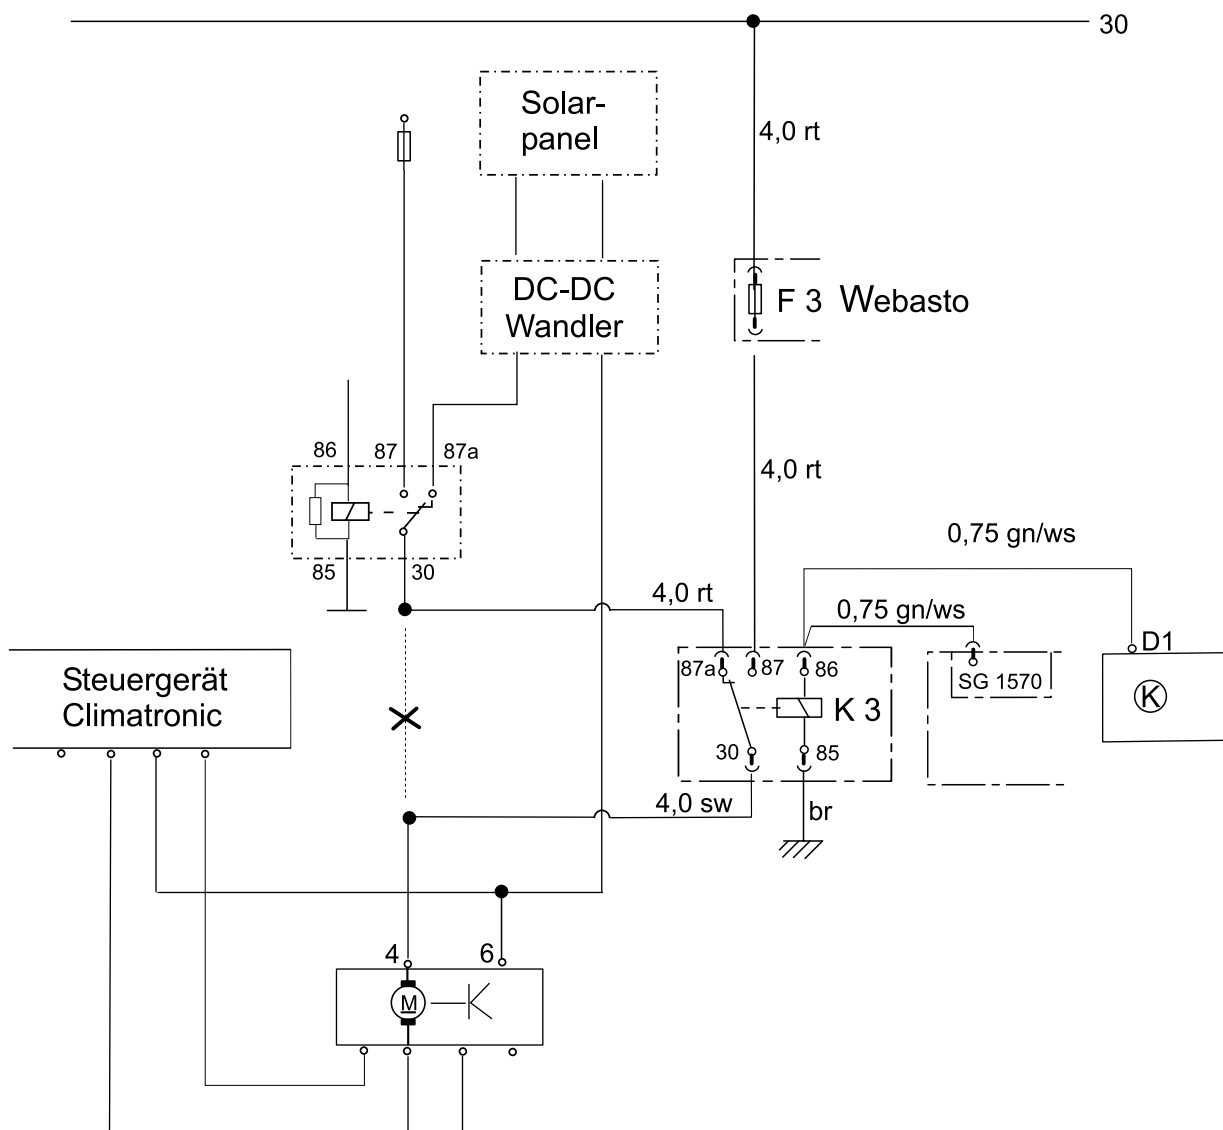 30
Solar-
panel
4,0 rt
DC-DC
Wandler
F 3 Webasto
86
87
87a
4,0 rt
0,75 gn/ws
85
30
4,0 rt
0,75 gn/ws
D1
Steuergerät
Climatronic
87a
87
86
SG 1570
K
K 3
30
85
4,0 sw
br
4
6
M